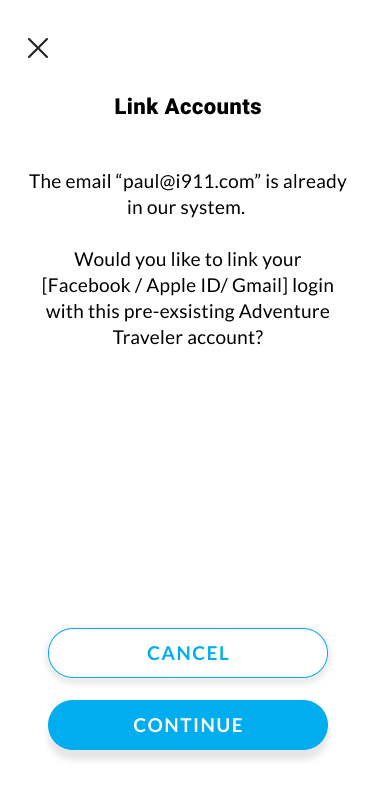 Link Accounts
The email “paul@i911.com” is already
in our system.
Would you like to link your
[Facebook / Apple ID/ Gmail] login
with this pre-exsisting Adventure
Traveler account?
CANCEL
CONTINUE